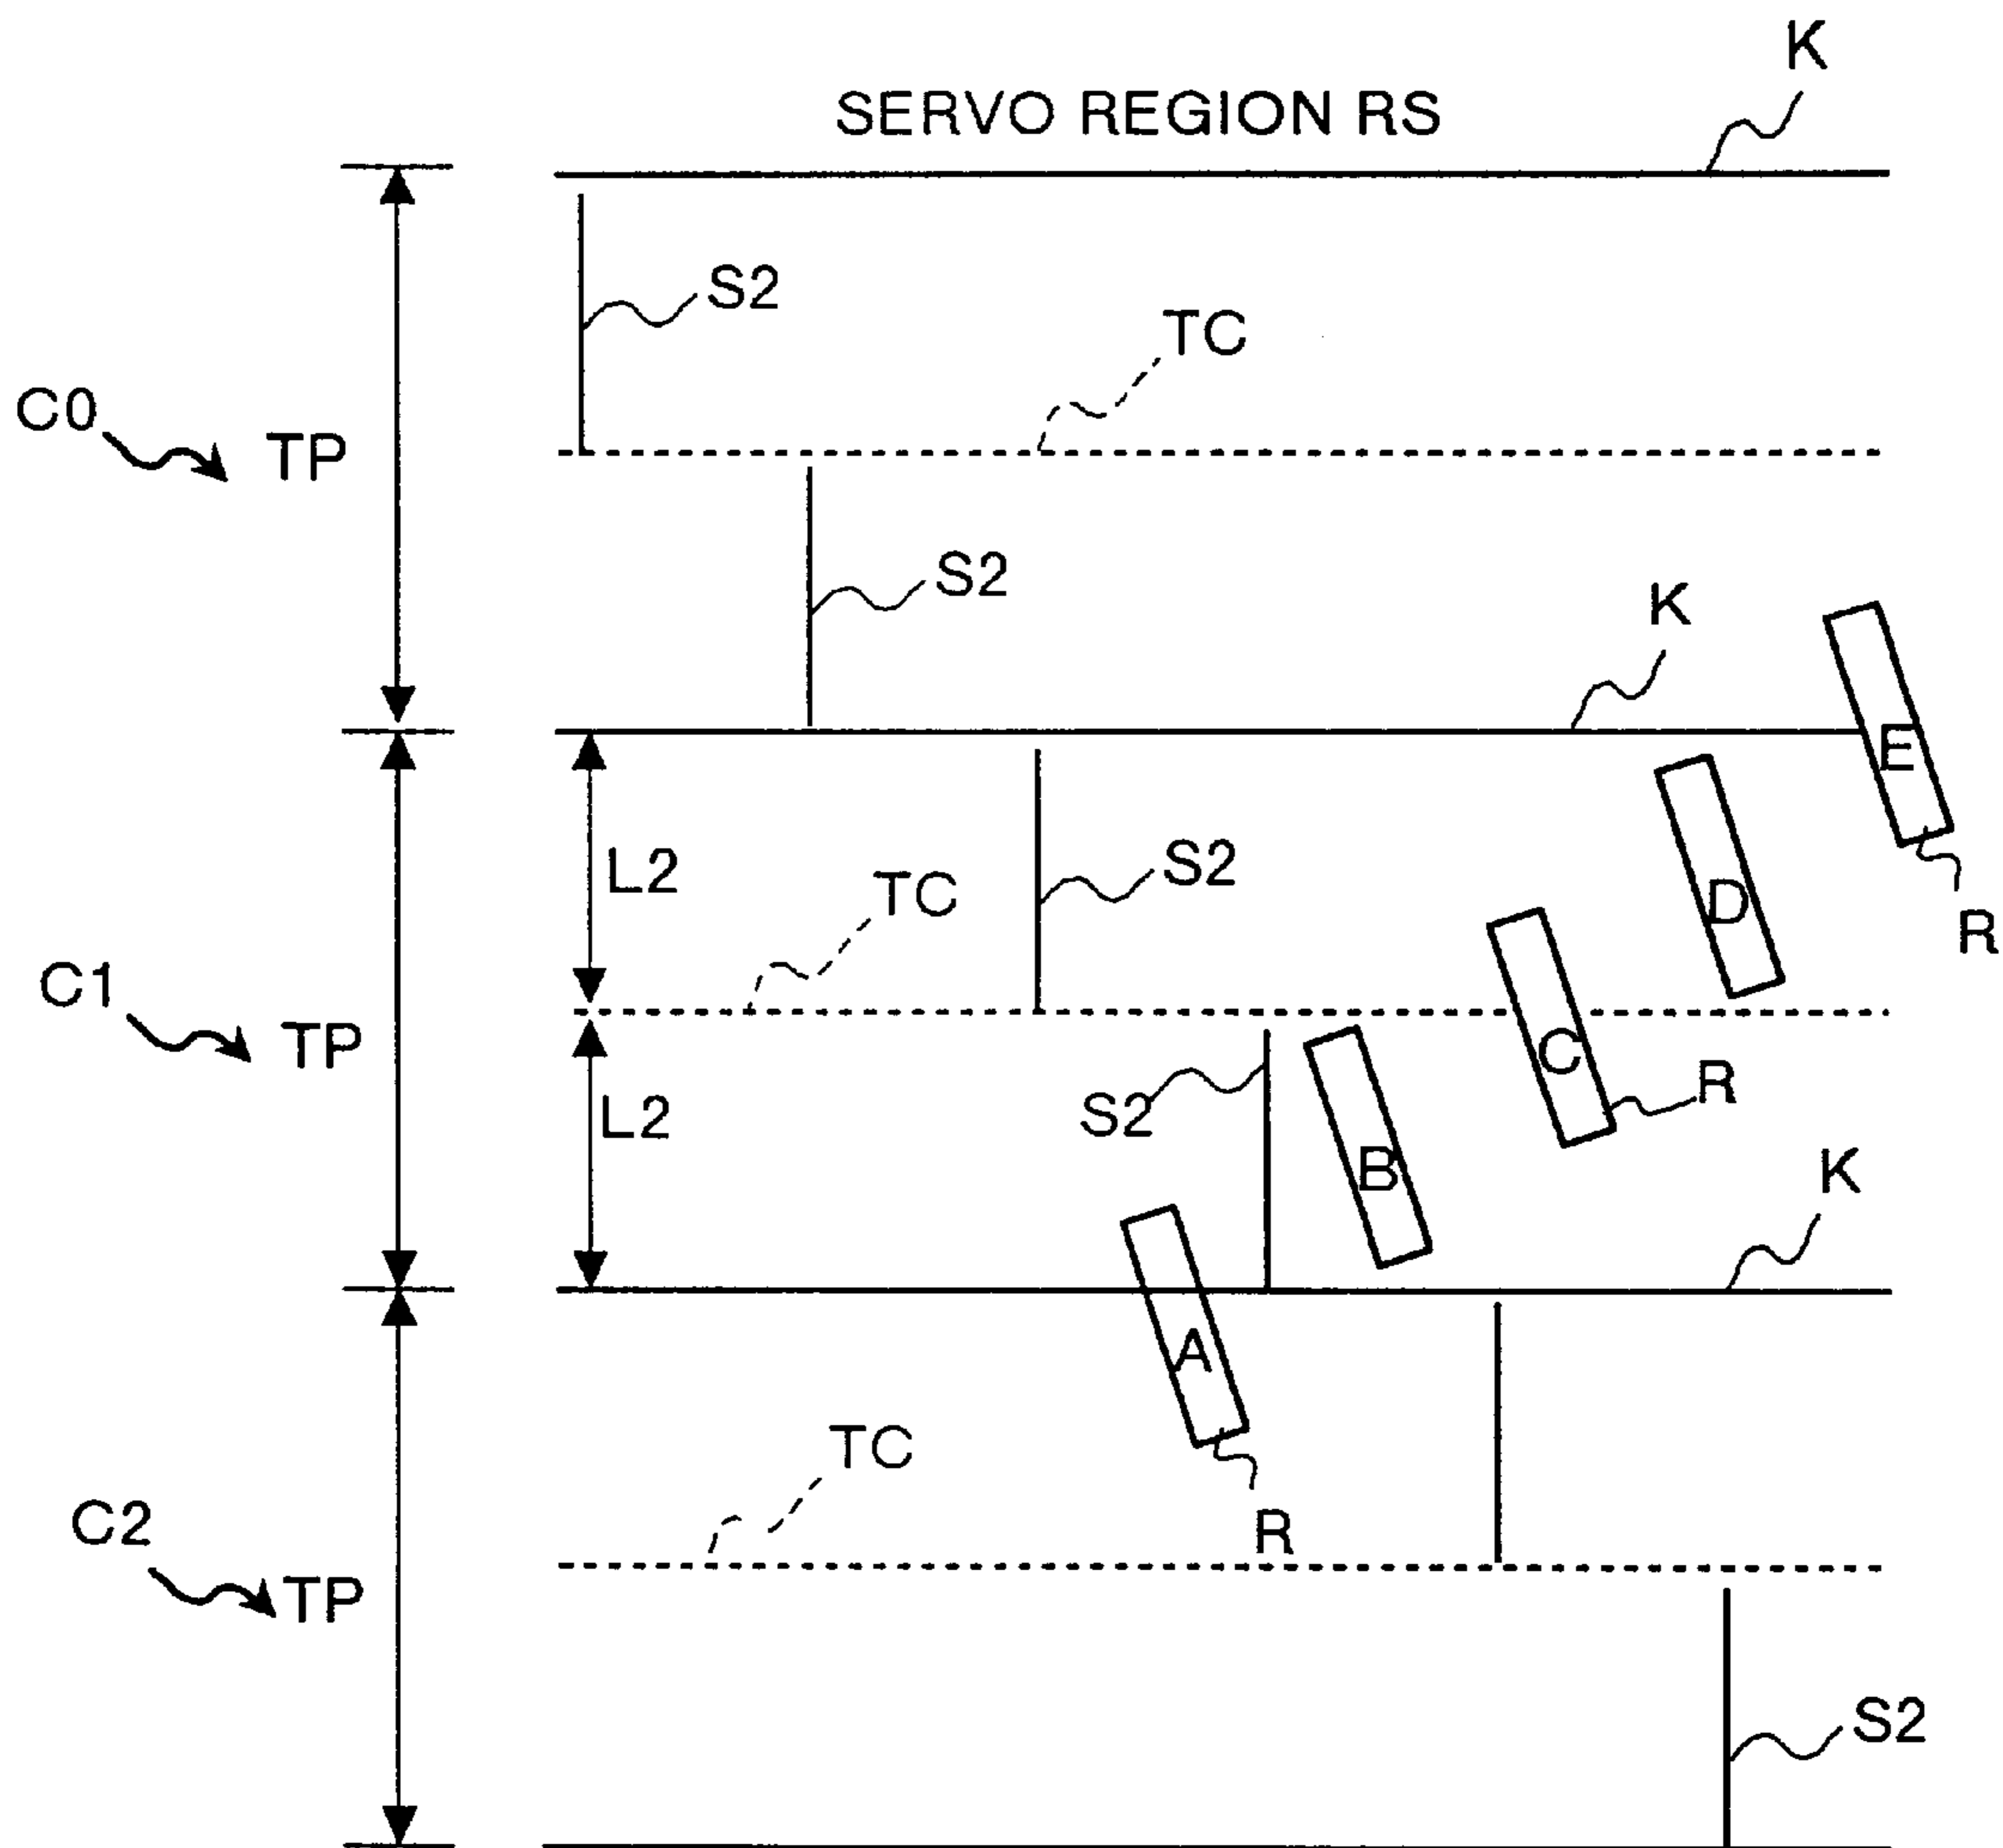 K
SERVO REGION RS
S2
TC
C0
TP
S2
K
E
L2
TC
S2
D
R
C1
TP
C
L2
S2
B
R
K
A
TC
R
C2
TP
S2